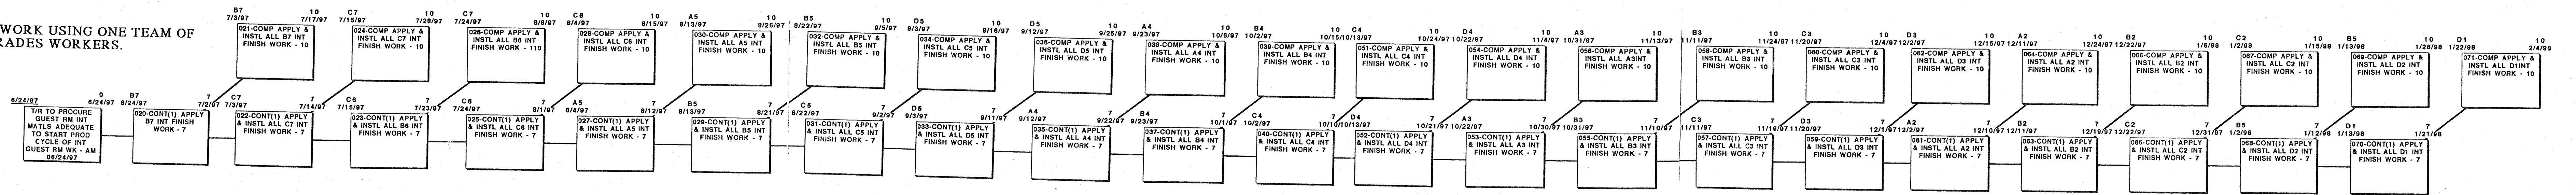 WORK USING ONE TEAM OF
RADES WORKERS.
B7 10
7/3/97 7/17/97
021-COMP APPLY &
INSTL ALL B7 INT
FINISH WORK - 10
C7 10
7/15/97 7/28/97
024-COMP APPLY &
INSTL ALL C7 INT
FINISH WORK - 10
C7 10
7/24/97 8/6/97
026-COMP APPLY &
INSTL ALL B6 INT
FINISH WORK - 110
C6 10
8/4/97 8/15/97
028-COMP APPLY &
INSTL ALL C6 INT
FINISH WORK - 10
A5 10
8/13/97 8/26/97
030-COMP APPLY &
INSTL ALL A5 INT
FINISH WORK - 10
B5 10
8/22/97 9/5/97
032-COMP APPLY &
INSTL ALL B5 INT
FINISH WORK - 10
D5 10
9/3/97 9/16/97
034-COMP APPLY &
INSTL ALL C5 INT
FINISH WORK - 10
D5 10
9/12/97 9/25/97
036-COMP APPLY &
INSTL ALL D5 INT
FINISH WORK - 10
A4 10
9/23/97 10/6/97
038-COMP APPLY &
INSTL ALL A4 INT
FINISH WORK - 10
B4 10
10/2/97 10/15/97
039-COMP APPLY &
INSTL ALL B4 INT
FINISH WORK - 10
C4 10
10/13/97 10/24/97
051-COMP APPLY &
INSTL ALL C4 INT
FINISH WORK - 10
D4 10
10/22/97 11/4/97
054-COMP APPLY &
INSTL ALL D4 INT
FINISH WORK - 10
A3 10
10/31/97 11/13/97
056-COMP APPLY &
INSTL ALL A3INT
FINISH WORK - 10
B3 10
11/11/97 11/24/97
058-COMP APPLY &
INSTL ALL B3 INT
FINISH WORK - 10
C3 10
11/20/97 12/4/97
060-COMP APPLY &
INSTL ALL C3 INT
FINISH WORK - 10
D3 10
12/2/97 12/15/97
062-COMP APPLY &
INSTL ALL D3 INT
FINISH WORK - 10
A2 10
12/11/97 12/24/97
064-COMP APPLY &
INSTL ALL A2 INT
FINISH WORK - 10
B2 10
12/22/97 1/6/98
066-COMP APPLY &
INSTL ALL B2 INT
FINISH WORK - 10
C2 10
1/2/98 1/15/98
067-COMP APPLY &
INSTL ALL C2 INT
FINISH WORK - 10
B5 10
1/13/98 1/26/98
069-COMP APPLY &
INSTL ALL D2 INT
FINISH WORK - 10
D1 10
1/22/98 2/4/98
071-COMP APPLY &
INSTL ALL D1INT
FINISH WORK - 10
0
6/24/97 6/24/97
T/R TO PROCURE
GUEST RM INT
MATLS ADEQUATE
TO START PROD
CYCLE OF INT
GUEST RM WK - AM
06/24/97
B7 7
6/24/97 7/2/97
020-CONT(1) APPLY
B7 INT FINISH
WORK - 7
C7 7
7/3/97 7/14/97
022-CONT(1) APPLY
& INSTL ALL C7 INT
FINISH WORK - 7
C6 7
7/15/97 7/23/97
023-CONT(1) APPLY
& INSTL ALL B6 INT
FINISH WORK - 7
C6 7
7/24/97 8/1/97
025-CONT(1) APPLY
& INSTL ALL C6 INT
FINISH WORK - 7
A5 7
8/4/97 8/12/97
027-CONT(1) APPLY
& INSTL ALL A5 INT
FINISH WORK - 7
B5 7
8/13/97 8/21/97
029-CONT(1) APPLY
& INSTL ALL B5 INT
FINISH WORK - 7
C5 7
8/22/97 9/2/97
031-CONT(1) APPLY
& INSTL ALL C5 INT
FINISH WORK - 7
D5 7
9/3/97 9/11/97
033-CONT(1) APPLY
& INSTL ALL D5 INT
FINISH WORK - 7
A4 7
9/12/97 9/22/97
035-CONT(1) APPLY
& INSTL ALL A4 INT
FINISH WORK - 7
B4 7
9/23/97 10/1/97
037-CONT(1) APPLY
& INSTL ALL B4 INT
FINISH WORK - 7
C4 7
10/2/97 10/10/97
040-CONT(1) APPLY
& INSTL ALL C4 INT
FINISH WORK - 7
D4 7
10/13/97 10/21/97
052-CONT(1) APPLY
& INSTL ALL D4 INT
FINISH WORK - 7
A3 7
10/22/97 10/30/97
053-CONT(1) APPLY
& INSTL ALL A3 INT
FINISH WORK - 7
B3 7
10/31/97 11/10/97
055-CONT(1) APPLY
& INSTL ALL B3 INT
FINISH WORK - 7
C3 7
11/11/97 11/19/97
057-CONT(1) APPLY
& INSTL ALL C3 INT
FINISH WORK - 7
D3 7
11/20/97 12/1/97
059-CONT(1) APPLY
& INSTL ALL D3 INT
FINISH WORK - 7
A2 7
12/2/97 12/10/97
061-CONT(1) APPLY
& INSTL ALL A2 INT
FINISH WORK - 7
B2 7
12/11/97 12/19/97
063-CONT(1) APPLY
& INSTL ALL B2 INT
FINISH WORK - 7
C2 7
12/22/97 12/31/97
065-CONT(1) APPLY
& INSTL ALL C2 INT
FINISH WORK - 7
B5 7
1/2/98 1/12/98
068-CONT(1) APPLY
& INSTL ALL D2 INT
FINISH WORK - 7
D1 7
1/13/98 1/21/98
070-CONT(1) APPLY
& INSTL ALL D1 INT
FINISH WORK - 7